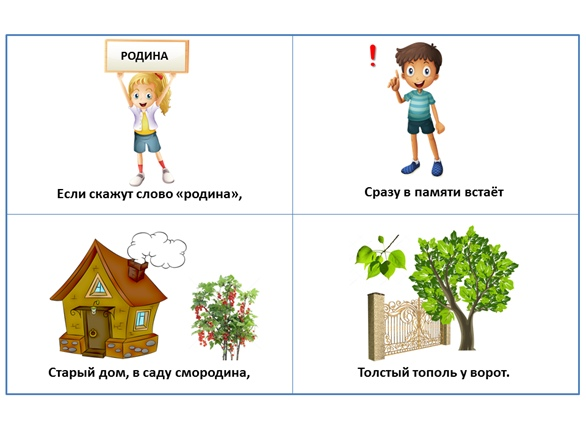 РОДИНА
Если скажут слово «родина»,
Сразу в памяти встаёт
Старый дом, в саду смородина,
Толстый тополь у ворот.